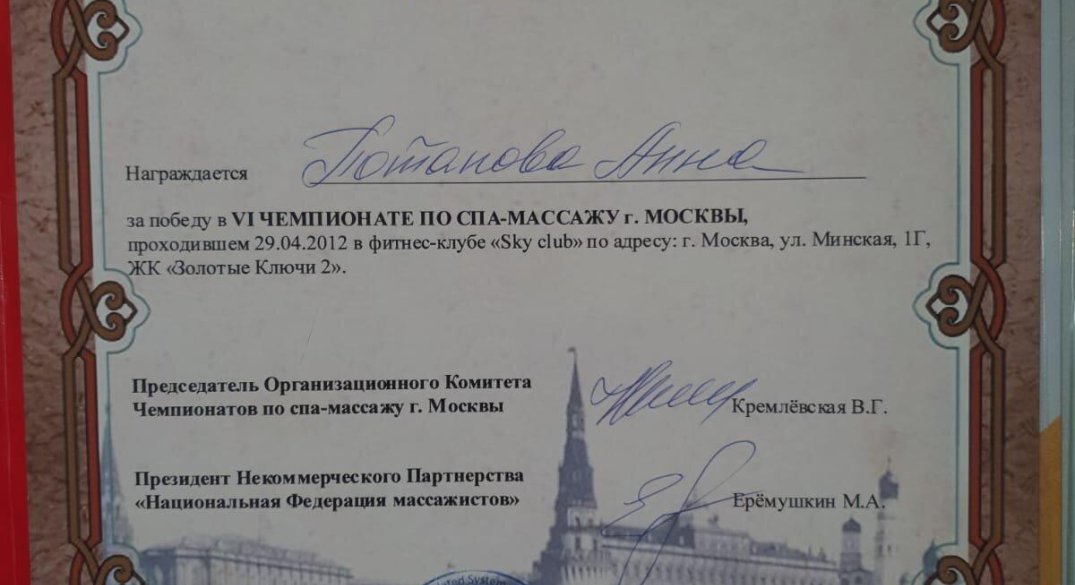 Награждается Потапова Анна
за победу в VI ЧЕМПИОНАТЕ ПО СПА-МАССАЖУ г. МОСКВЫ,
проходившем 29.04.2012 в фитнес-клубе «Sky club» по адресу: г. Москва, ул. Минская, 1Г,
ЖК «Золотые Ключи 2».
Председатель Организационного Комитета
Чемпионатов по спа-массажу г. Москвы Кремлёвская В.Г.
Президент Некоммерческого Партнерства
«Национальная Федерация массажистов» Ерёмушкин М.А.
System